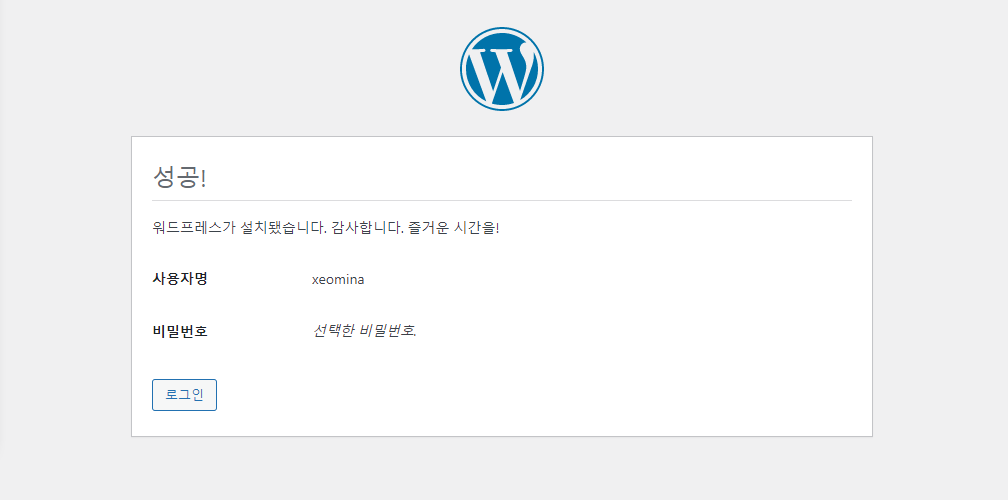 성공!
워드프레스가 설치됐습니다. 감사합니다. 즐거운 시간을!
사용자명 xeomina
비밀번호 선택한 비밀번호.
로그인